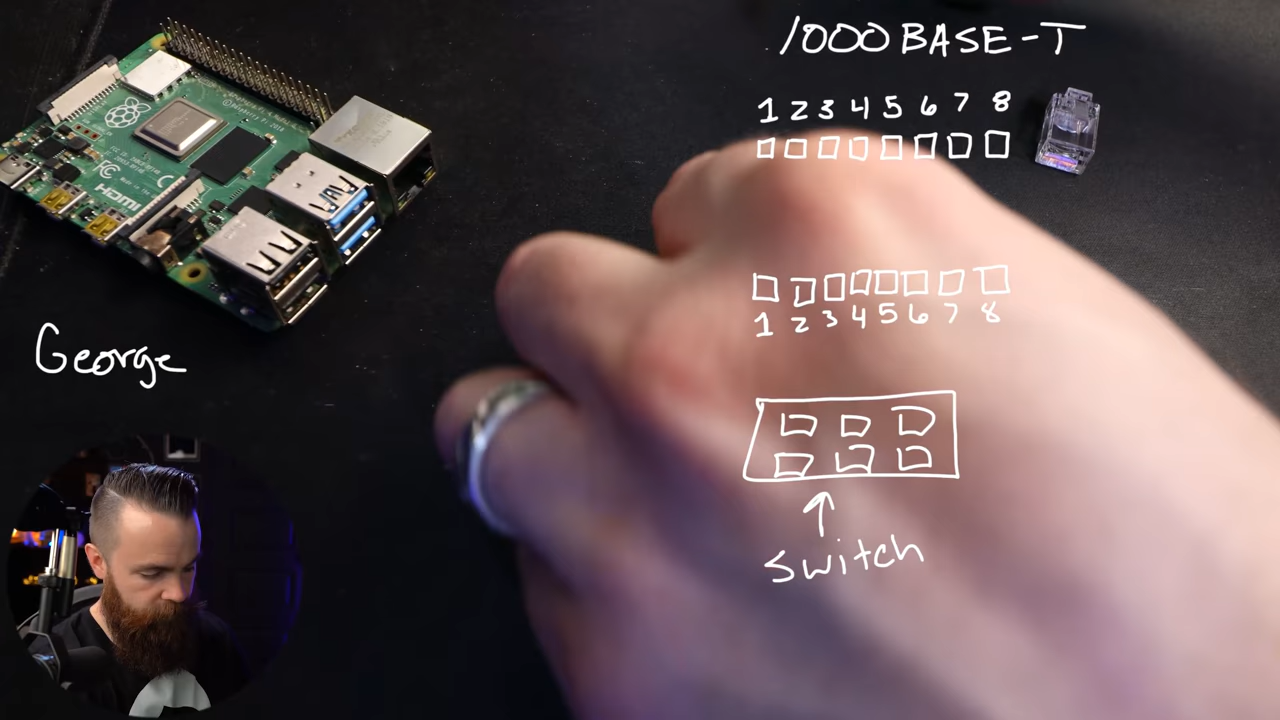 1000BASE-T
1 2 3 4 5 6 7 8
1 2 3 4 5 6 7 8
George
switch
HDMI
FC